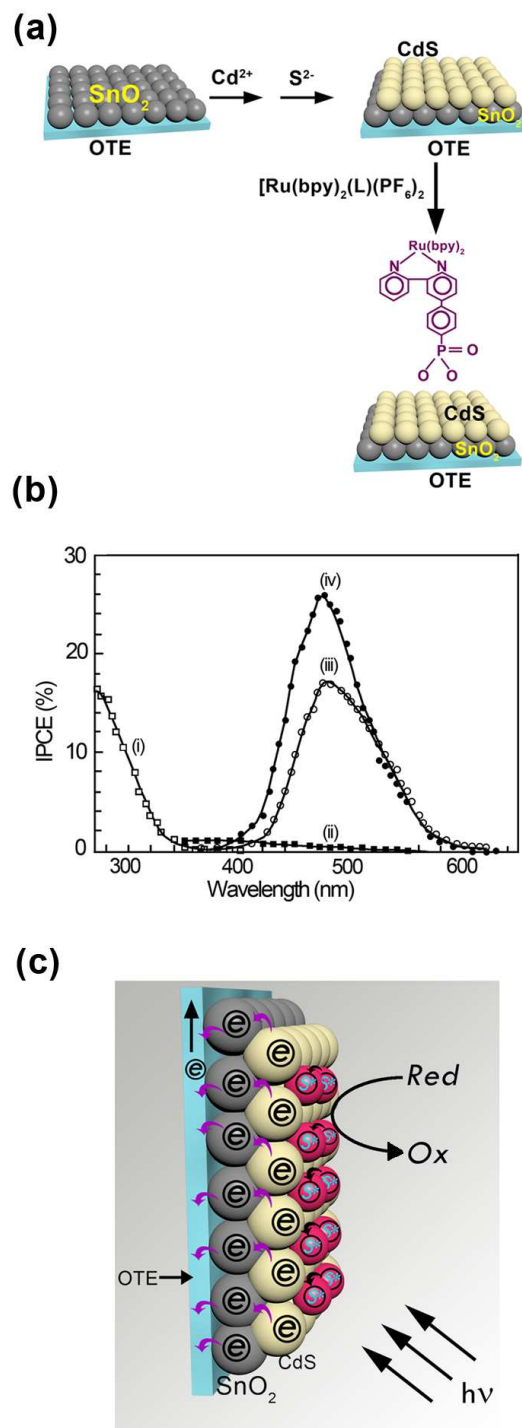 (a)
SnO₂
OTE
Cd²⁺
S²⁻
CdS
SnO₂
OTE
[Ru(bpy)₂(L)(PF₆)₂
Ru(bpy)₂
N N
P = O
O O
CdS
SnO₂
OTE
(b)
IPCE (%)
30
20
10
0
(i)
(ii)
(iii)
(iv)
300 400 500 600
Wavelength (nm)
(c)
e
e e
e e
e e
e e
e e
e e
e e
e
Red
Ox
S*
OTE
CdS
SnO₂
hν